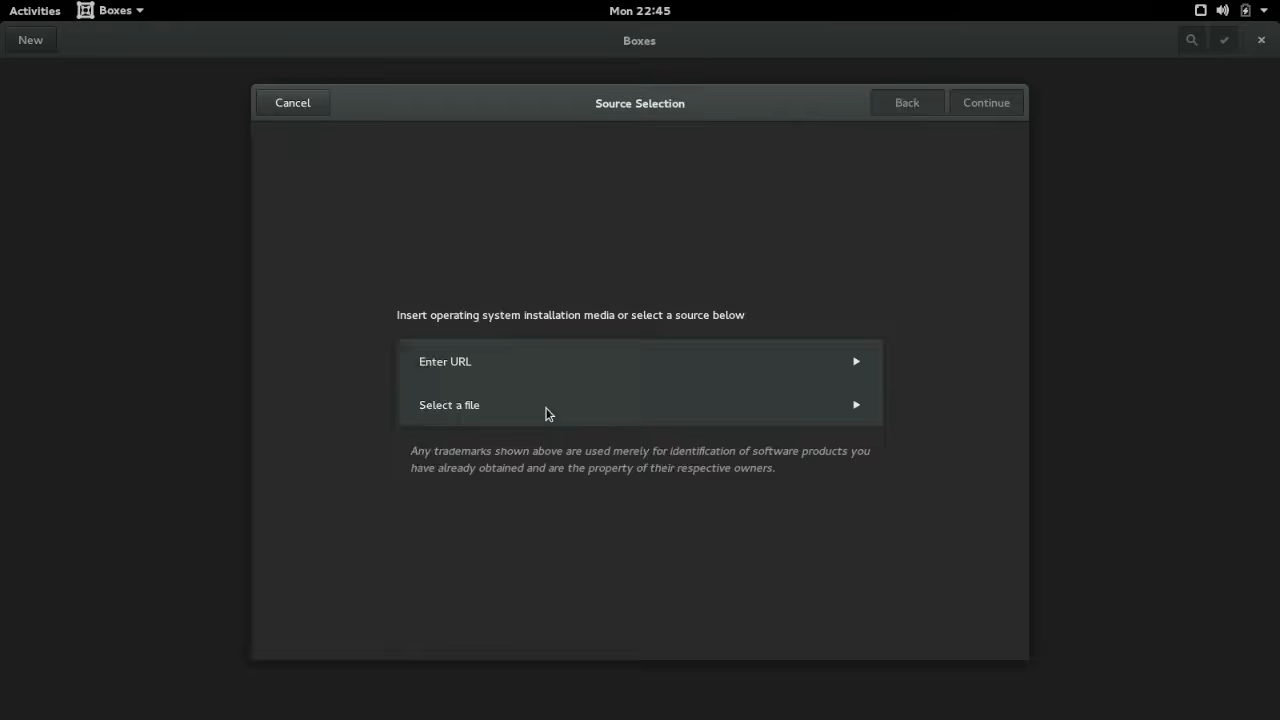 Activities Boxes Mon 22:45
New Boxes
Cancel Source Selection Back Continue
Insert operating system installation media or select a source below
Enter URL
Select a file
Any trademarks shown above are used merely for identification of software products you
have already obtained and are the property of their respective owners.